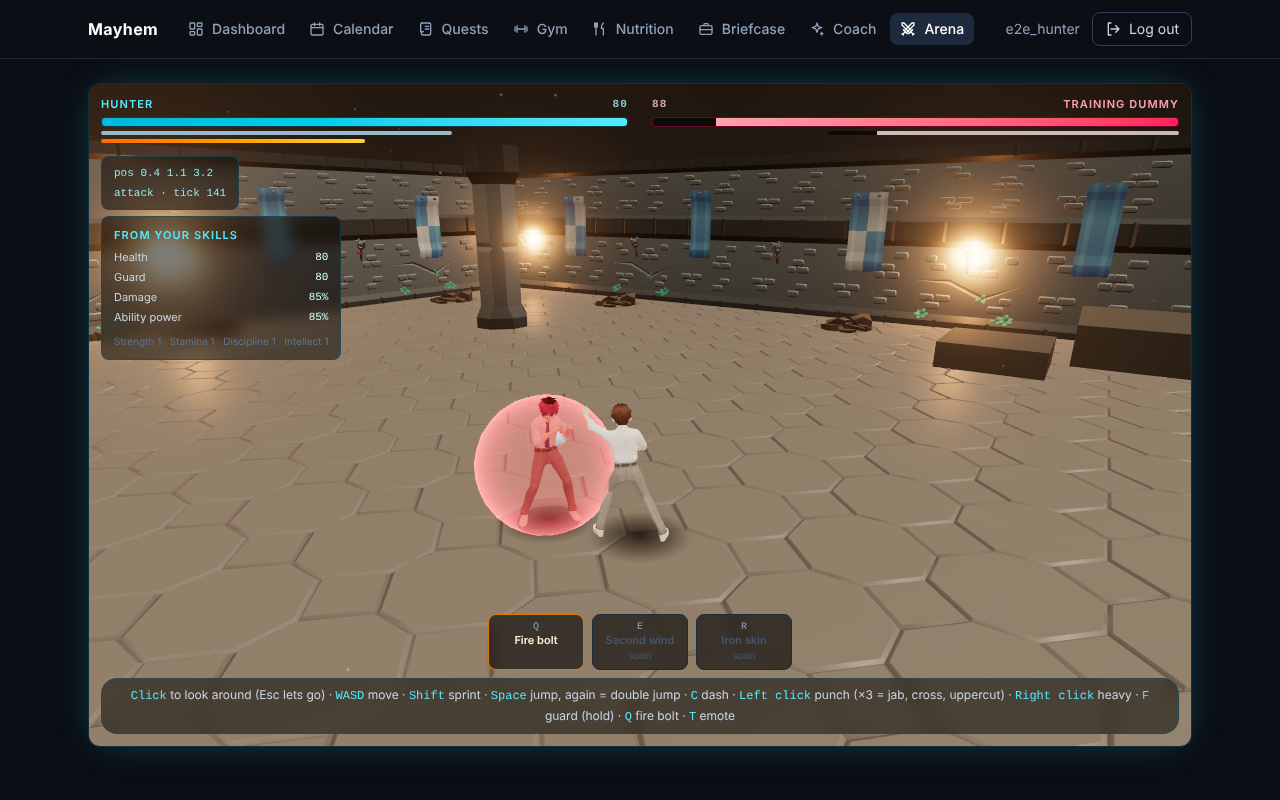 Mayhem
Dashboard
Calendar
Quests
Gym
Nutrition
Briefcase
Coach
Arena
e2e_hunter
Log out
HUNTER
80
88
TRAINING DUMMY
pos 0.4 1.1 3.2
attack · tick 141
FROM YOUR SKILLS
Health 80
Guard 80
Damage 85%
Ability power 85%
Strength 1 · Stamina 1 · Discipline 1 · Intellect 1
Q
Fire bolt
E
Second wind
soon
R
Iron skin
soon
Click to look around (Esc lets go) · WASD move · Shift sprint · Space jump, again = double jump · C dash · Left click punch (×3 = jab, cross, uppercut) · Right click heavy · F
guard (hold) · Q fire bolt · T emote